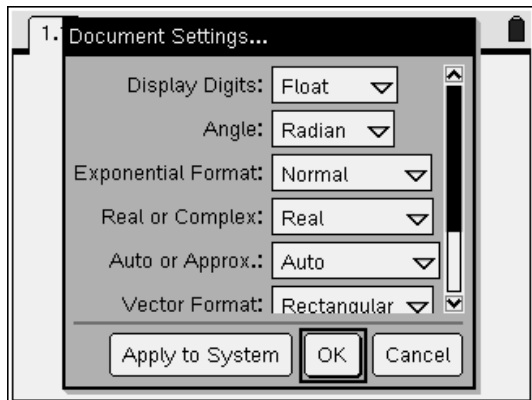 1.
Document Settings...
Display Digits: Float
Angle: Radian
Exponential Format: Normal
Real or Complex: Real
Auto or Approx.: Auto
Vector Format: Rectangular
Apply to System OK Cancel